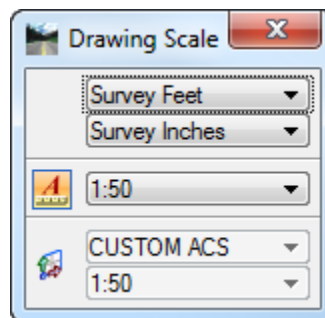 Drawing Scale
Survey Feet
Survey Inches
A
1:50
CUSTOM ACS
1:50